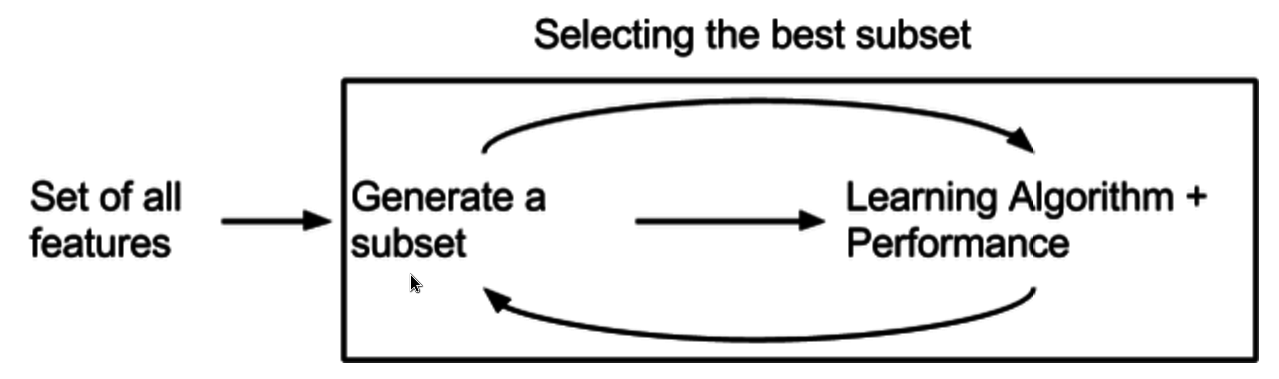 Selecting the best subset
Set of all
features
Generate a
subset
Learning Algorithm +
Performance